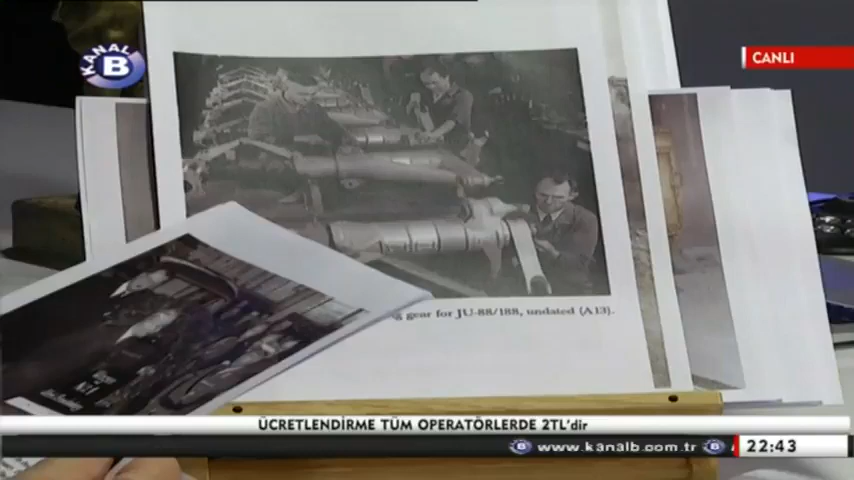 KANAL
B
CANLI
g gear for JU-88/188, undated (A13).
ÜCRETLENDİRME TÜM OPERATÖRLERDE 2TL'dir
www.kanalb.com.tr
22:43